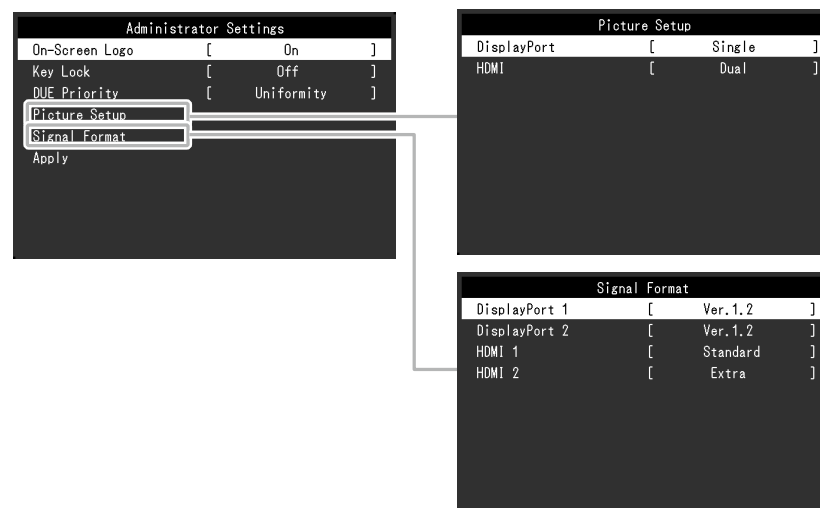 Administrator Settings
On-Screen Logo [ On ]
Key Lock [ Off ]
DUE Priority [ Uniformity ]
Picture Setup
Signal Format
Apply
Picture Setup
DisplayPort [ Single ]
HDMI [ Dual ]
Signal Format
DisplayPort 1 [ Ver.1.2 ]
DisplayPort 2 [ Ver.1.2 ]
HDMI 1 [ Standard ]
HDMI 2 [ Extra ]